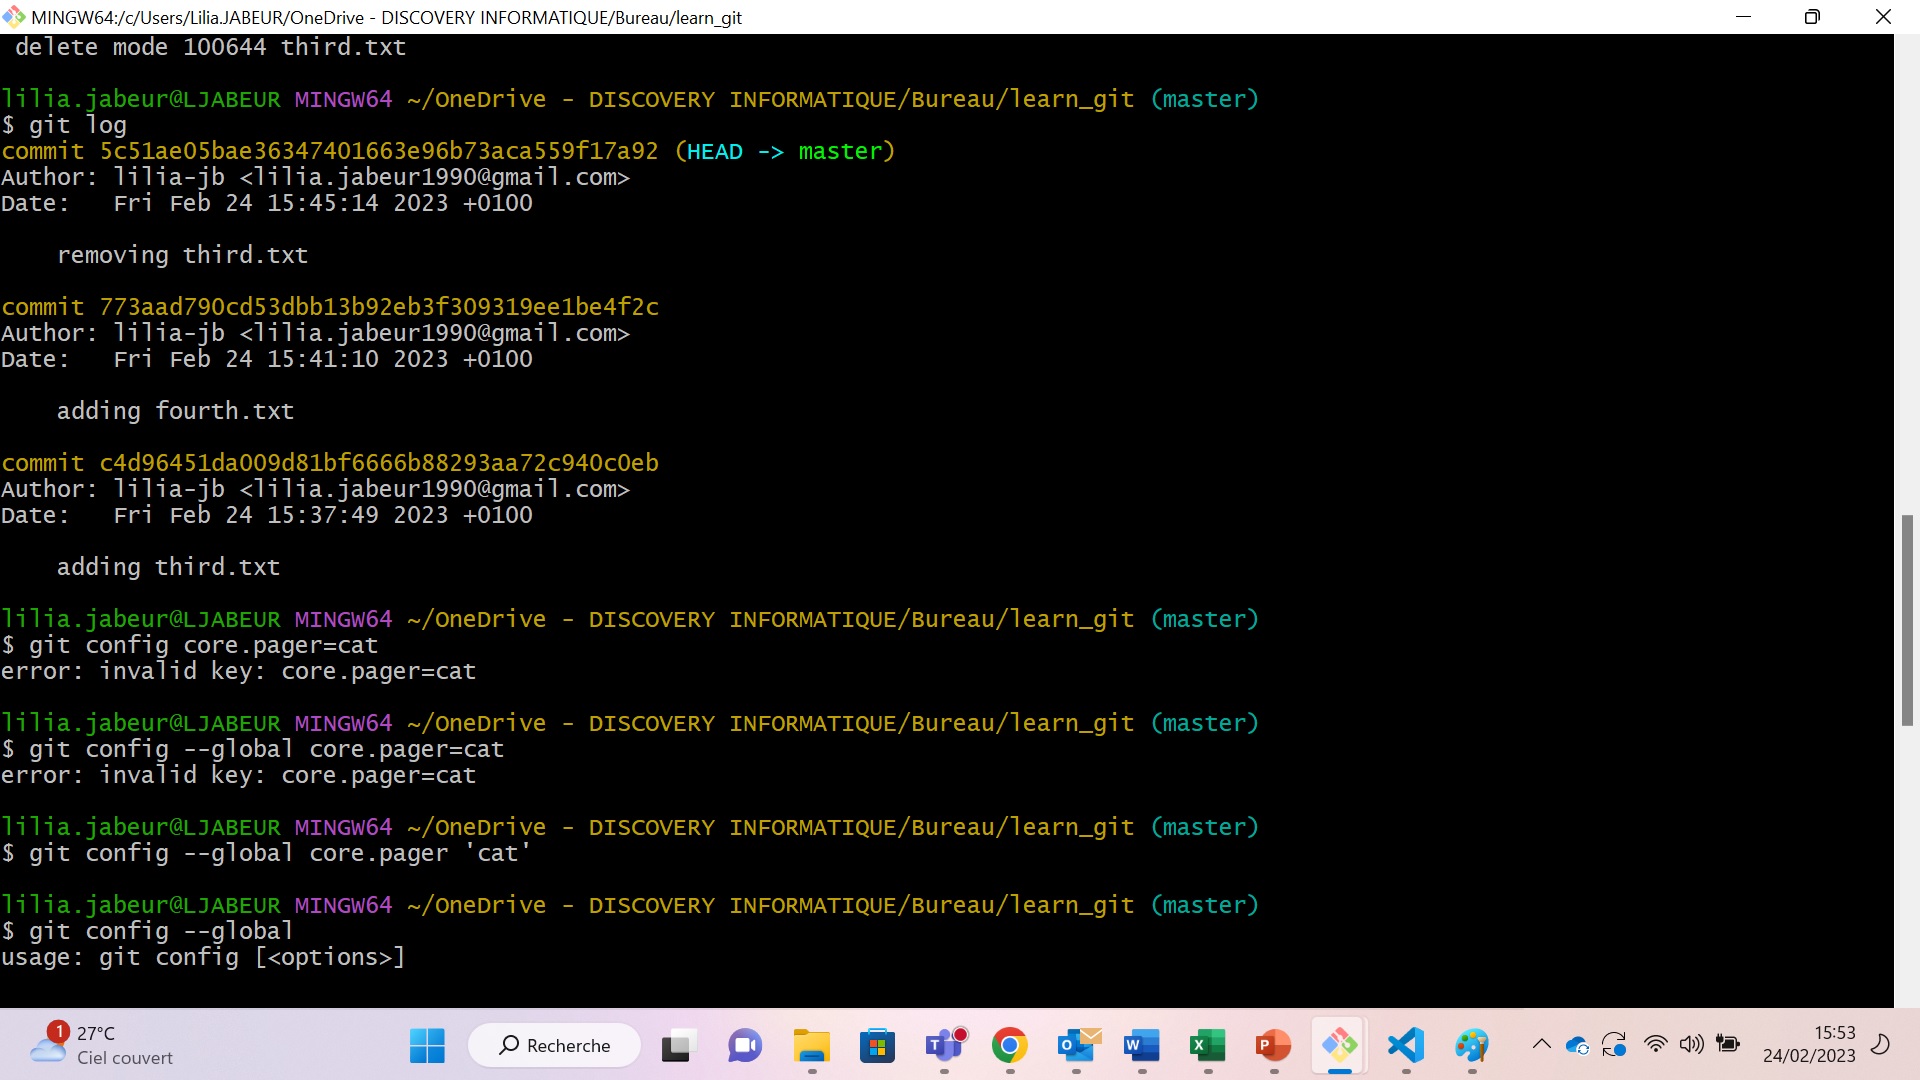 MINGW64:/c/Users/Lilia.JABEUR/OneDrive - DISCOVERY INFORMATIQUE/Bureau/learn_git
delete mode 100644 third.txt
lilia.jabeur@LJABEUR MINGW64 ~/OneDrive - DISCOVERY INFORMATIQUE/Bureau/learn_git (master)
$ git log
commit 5c51ae05bae36347401663e96b73aca559f17a92 (HEAD -> master)
Author: lilia-jb <lilia.jabeur1990@gmail.com>
Date:   Fri Feb 24 15:45:14 2023 +0100
removing third.txt
commit 773aad790cd53dbb13b92eb3f309319ee1be4f2c
Author: lilia-jb <lilia.jabeur1990@gmail.com>
Date:   Fri Feb 24 15:41:10 2023 +0100
adding fourth.txt
commit c4d96451da009d81bf6666b88293aa72c940c0eb
Author: lilia-jb <lilia.jabeur1990@gmail.com>
Date:   Fri Feb 24 15:37:49 2023 +0100
adding third.txt
lilia.jabeur@LJABEUR MINGW64 ~/OneDrive - DISCOVERY INFORMATIQUE/Bureau/learn_git (master)
$ git config core.pager=cat
error: invalid key: core.pager=cat
lilia.jabeur@LJABEUR MINGW64 ~/OneDrive - DISCOVERY INFORMATIQUE/Bureau/learn_git (master)
$ git config --global core.pager=cat
error: invalid key: core.pager=cat
lilia.jabeur@LJABEUR MINGW64 ~/OneDrive - DISCOVERY INFORMATIQUE/Bureau/learn_git (master)
$ git config --global core.pager 'cat'
lilia.jabeur@LJABEUR MINGW64 ~/OneDrive - DISCOVERY INFORMATIQUE/Bureau/learn_git (master)
$ git config --global
usage: git config [<options>]
1
27°C
Ciel couvert
Recherche
T
O
W
X
P
15:53
24/02/2023